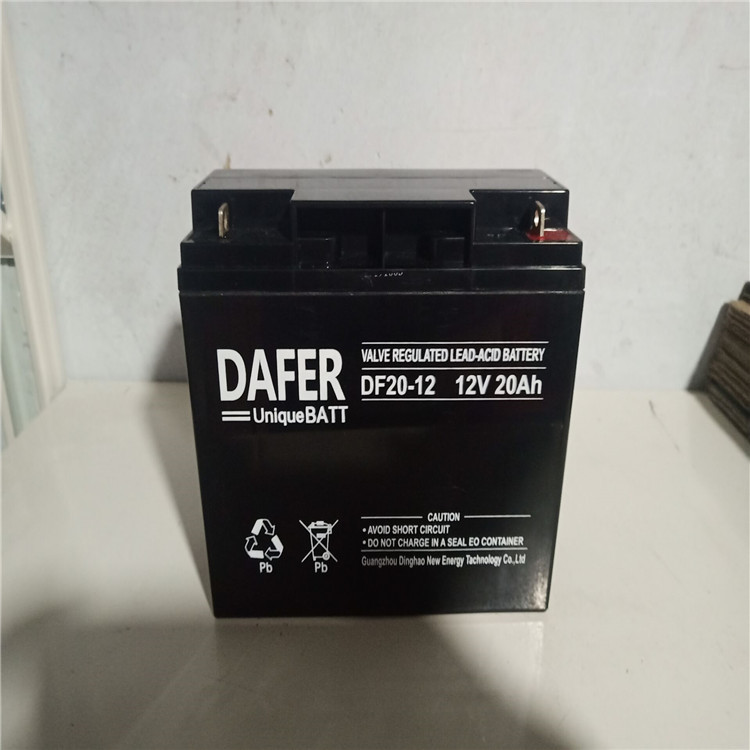 DAFER
UniqueBATT
VALVE REGULATED LEAD-ACID BATTERY
DF20-12 12V 20Ah
CAUTION
• AVOID SHORT CIRCUIT
• DO NOT CHARGE IN A SEAL EO CONTAINER
Guangzhou Dinghao New Energy Tachnology Co.,Ltd
Pb
Pb